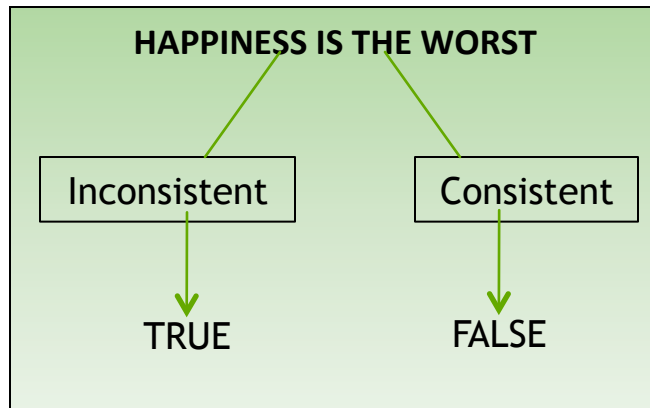 HAPPINESS IS THE WORST
Inconsistent
Consistent
TRUE
FALSE